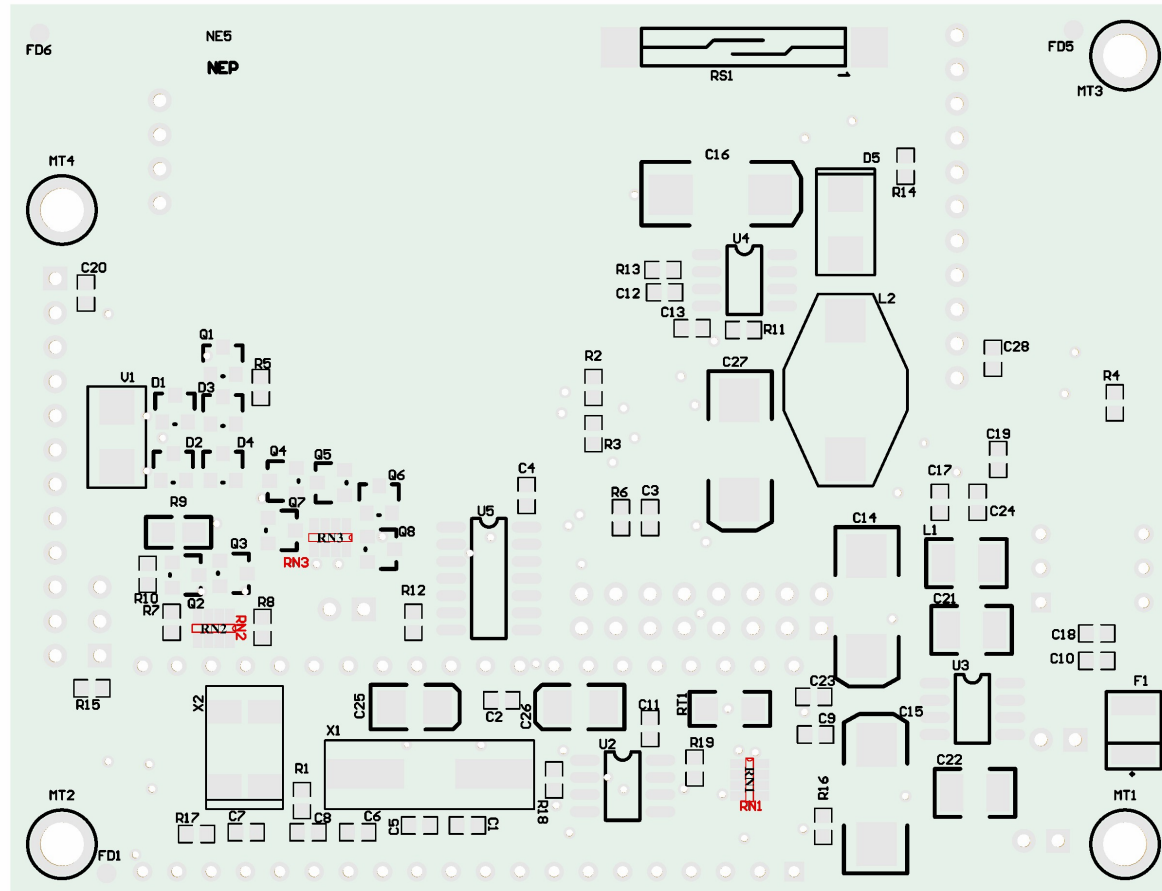 NE5
FD6
FD5
NEP
RS1
1
MT3
MT4
C16
D5
R14
U4
C20
R13
C12
L2
C13
R11
Q1
C28
R2
R5
C27
V1
D1
D3
R4
R3
C19
D2
D4
Q4
Q5
Q6
C4
C17
R6
C3
R9
Q7
U5
C24
C14
L1
Q8
RN3
RN3
Q3
R10
Q2
R12
C21
R7
R8
RN2
RN2
C18
C10
U3
X2
R15
C23
F1
C25
C2
C26
C11
RT1
C15
X1
C9
U2
R19
C22
R1
RN1
RN1
MT2
MT1
R16
R18
R17
C7
C8
C6
C5
C1
FD1